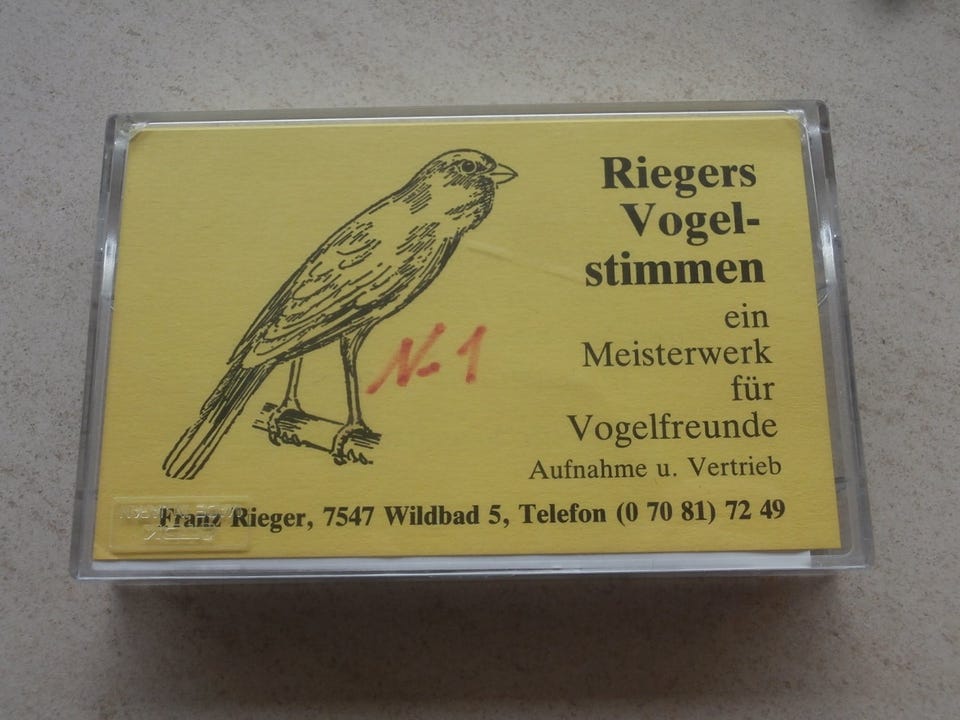 Riegers
Vogel-
stimmen
ein
Meisterwerk
für
Vogelfreunde
Aufnahme u. Vertrieb
Franz Rieger, 7547 Wildbad 5, Telefon (0 70 81) 72 49
N-1